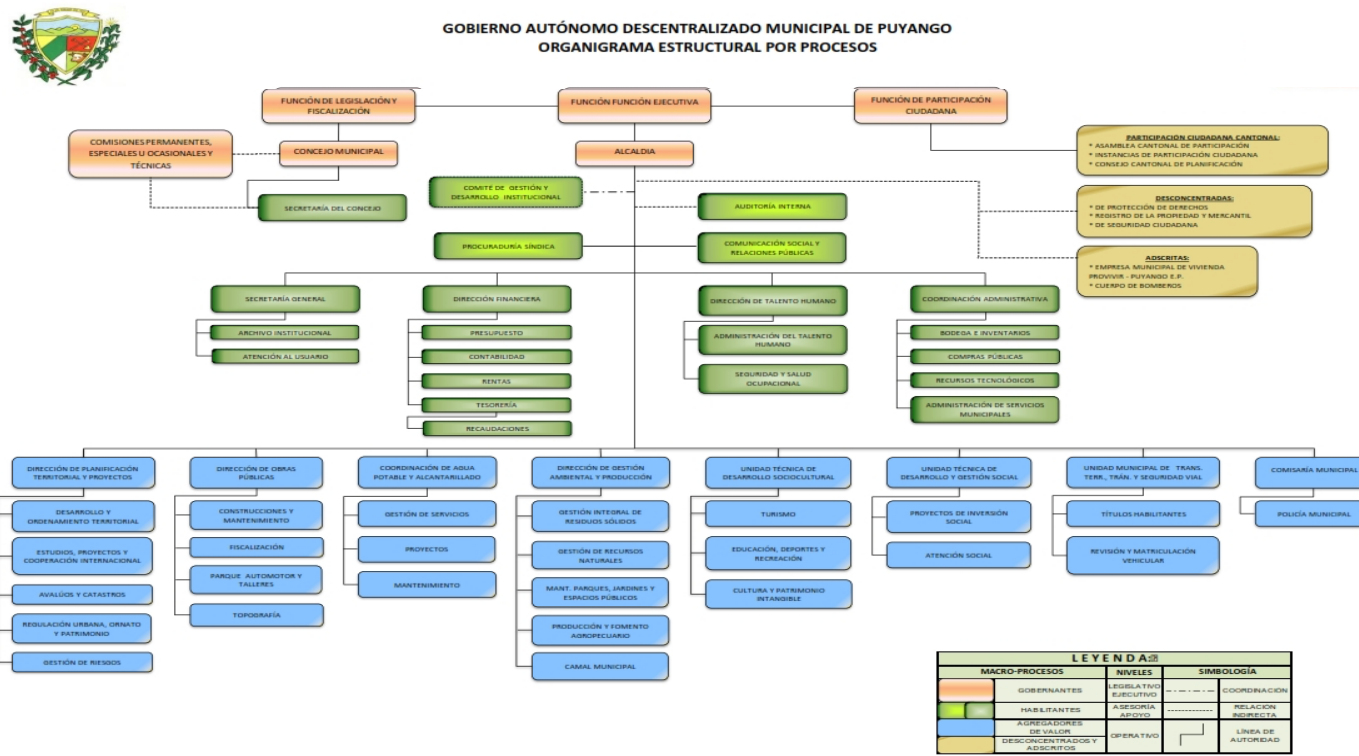 GOBIERNO AUTÓNOMO DESCENTRALIZADO MUNICIPAL DE PUYANGO
ORGANIGRAMA ESTRUCTURAL POR PROCESOS
FUNCIÓN DE LEGISLACIÓN Y
FISCALIZACIÓN
FUNCIÓN FUNCIÓN EJECUTIVA
FUNCIÓN DE PARTICIPACIÓN
CIUDADANA
COMISIONES PERMANENTES,
ESPECIALES U OCASIONALES Y
TÉCNICAS
CONCEJO MUNICIPAL
ALCALDIA
PARTICIPACIÓN CIUDADANA CANTONAL:
* ASAMBLEA CANTONAL DE PARTICIPACIÓN
* INSTANCIAS DE PARTICIPACIÓN CIUDADANA
* CONSEJO CANTONAL DE PLANIFICACIÓN
SECRETARÍA DEL CONCEJO
COMITÉ DE GESTIÓN Y
DESARROLLO INSTITUCIONAL
AUDITORÍA INTERNA
DESCONCENTRADAS:
* DE PROTECCIÓN DE DERECHOS
* REGISTRO DE LA PROPIEDAD Y MERCANTIL
* DE SEGURIDAD CIUDADANA
PROCURADURÍA SÍNDICA
COMUNICACIÓN SOCIAL Y
RELACIONES PÚBLICAS
ADSCRITAS:
* EMPRESA MUNICIPAL DE VIVIENDA
PROVIVIR - PUYANGO E.P.
* CUERPO DE BOMBEROS
SECRETARÍA GENERAL
ARCHIVO INSTITUCIONAL
ATENCIÓN AL USUARIO
DIRECCIÓN FINANCIERA
PRESUPUESTO
CONTABILIDAD
RENTAS
TESORERÍA
RECAUDACIONES
DIRECCIÓN DE TALENTO HUMANO
ADMINISTRACIÓN DEL TALENTO
HUMANO
SEGURIDAD Y SALUD
OCUPACIONAL
COORDINACIÓN ADMINISTRATIVA
BODEGA E INVENTARIOS
COMPRAS PÚBLICAS
RECURSOS TECNOLÓGICOS
ADMINISTRACIÓN DE SERVICIOS
MUNICIPALES
DIRECCIÓN DE PLANIFICACIÓN
TERRITORIAL Y PROYECTOS
DESARROLLO Y
ORDENAMIENTO TERRITORIAL
ESTUDIOS, PROYECTOS Y
COOPERACIÓN INTERNACIONAL
AVALÚOS Y CATASTROS
REGULACIÓN URBANA, ORNATO
Y PATRIMONIO
GESTIÓN DE RIESGOS
DIRECCIÓN DE OBRAS
PÚBLICAS
CONSTRUCCIONES Y
MANTENIMIENTO
FISCALIZACIÓN
PARQUE AUTOMOTOR Y
TALLERES
TOPOGRAFÍA
COORDINACIÓN DE AGUA
POTABLE Y ALCANTARILLADO
GESTIÓN DE SERVICIOS
PROYECTOS
MANTENIMIENTO
DIRECCIÓN DE GESTIÓN
AMBIENTAL Y PRODUCCIÓN
GESTIÓN INTEGRAL DE
RESIDUOS SÓLIDOS
GESTIÓN DE RECURSOS
NATURALES
MANT. PARQUES, JARDINES Y
ESPACIOS PÚBLICOS
PRODUCCIÓN Y FOMENTO
AGROPECUARIO
CAMAL MUNICIPAL
UNIDAD TÉCNICA DE
DESARROLLO SOCIOCULTURAL
TURISMO
EDUCACIÓN, DEPORTES Y
RECREACIÓN
CULTURA Y PATRIMONIO
INTANGIBLE
UNIDAD TÉCNICA DE
DESARROLLO Y GESTIÓN SOCIAL
PROYECTOS DE INVERSIÓN
SOCIAL
ATENCIÓN SOCIAL
UNIDAD MUNICIPAL DE TRANS.
TERR., TRÁN. Y SEGURIDAD VIAL
TÍTULOS HABILITANTES
REVISIÓN Y MATRICULACIÓN
VEHICULAR
COMISARÍA MUNICIPAL
POLICÍA MUNICIPAL
LEYENDA:
MACRO-PROCESOS NIVELES SIMBOLOGÍA
GOBERNANTES LEGISLATIVO EJECUTIVO COORDINACIÓN
HABILITANTES ASESORÍA APOYO RELACIÓN INDIRECTA
AGREGADORES DE VALOR OPERATIVO LÍNEA DE AUTORIDAD
DESCONCENTRADOS Y ADSCRITOS